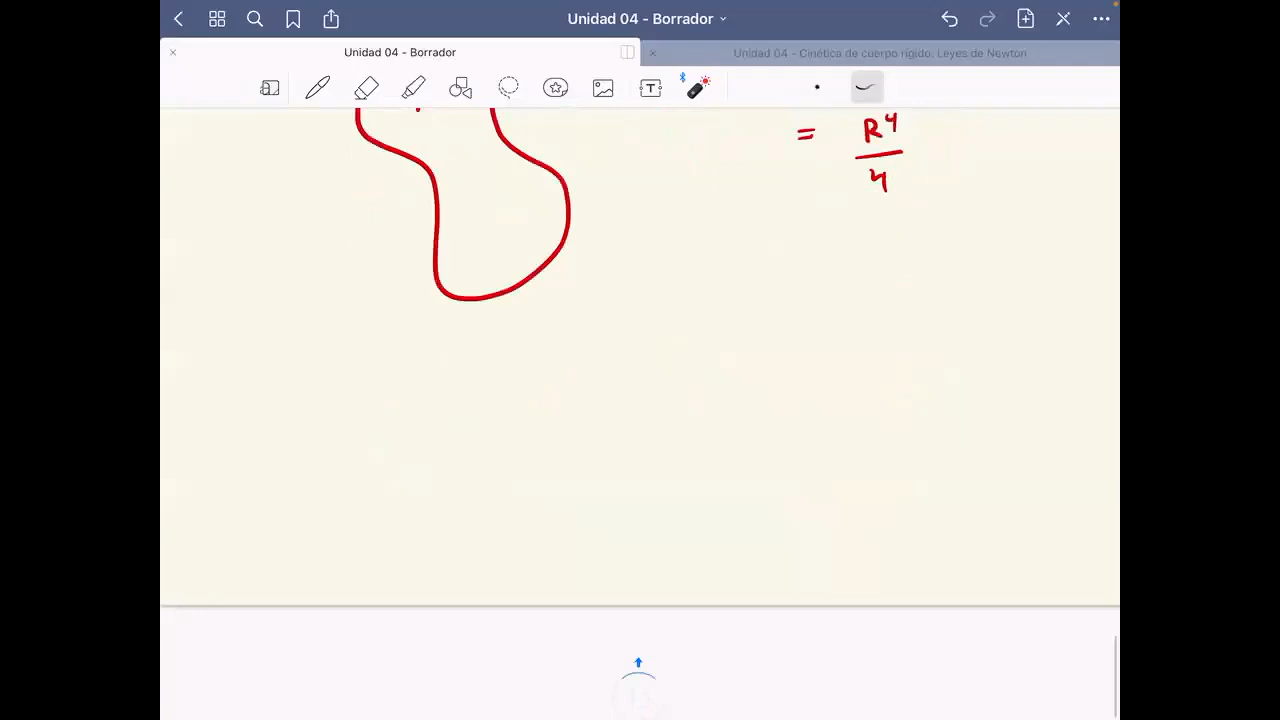 Unidad 04 - Borrador
Unidad 04 - Borrador
Unidad 04 - Cinética de cuerpo rígido. Leyes de Newton
T
= R⁴
4